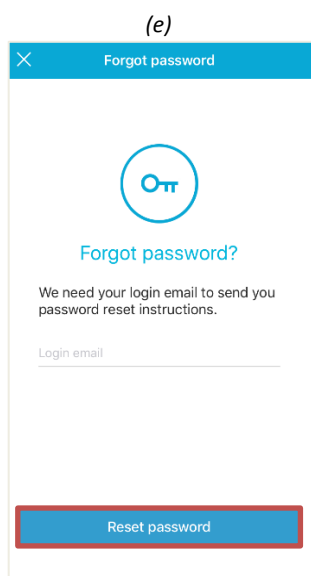 (e)
Forgot password
Forgot password?
We need your login email to send you
password reset instructions.
Login email
Reset password